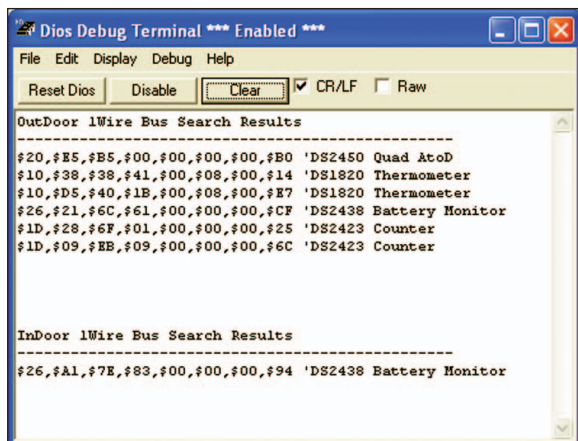 Dios Debug Terminal *** Enabled ***
File Edit Display Debug Help
Reset Dios Disable Clear CR/LF Raw
OutDoor 1Wire Bus Search Results
--------------------------------------------------
$20,$E5,$B5,$00,$00,$00,$00,$B0 'DS2450 Quad AtoD
$10,$38,$38,$41,$00,$08,$00,$14 'DS1820 Thermometer
$10,$D5,$40,$1B,$00,$08,$00,$E7 'DS1820 Thermometer
$26,$21,$6C,$61,$00,$00,$00,$CF 'DS2438 Battery Monitor
$1D,$28,$6F,$01,$00,$00,$00,$25 'DS2423 Counter
$1D,$09,$EB,$09,$00,$00,$00,$6C 'DS2423 Counter
InDoor 1Wire Bus Search Results
--------------------------------------------------
$26,$A1,$7E,$83,$00,$00,$00,$94 'DS2438 Battery Monitor